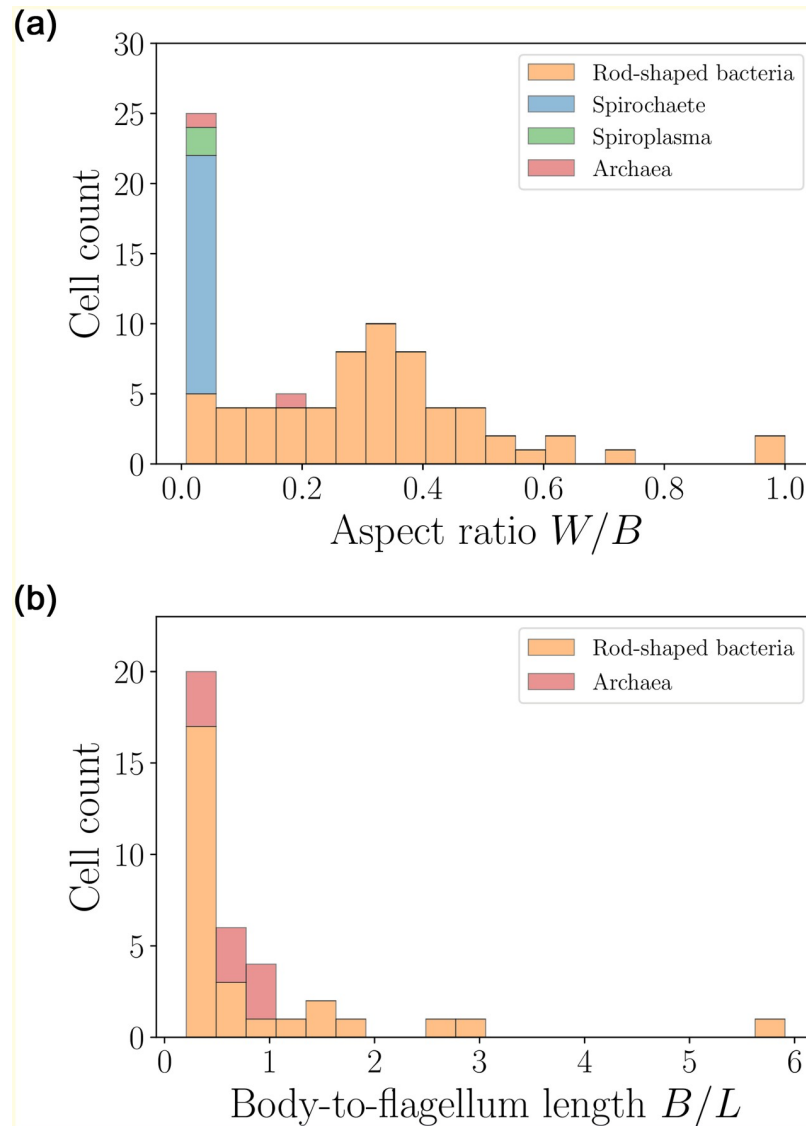 (a)
30
25
20
15
10
5
0
Cell count
Rod-shaped bacteria
Spirochaete
Spiroplasma
Archaea
0.0 0.2 0.4 0.6 0.8 1.0
Aspect ratio W/B
(b)
20
15
10
5
0
Cell count
Rod-shaped bacteria
Archaea
0 1 2 3 4 5 6
Body-to-flagellum length B/L